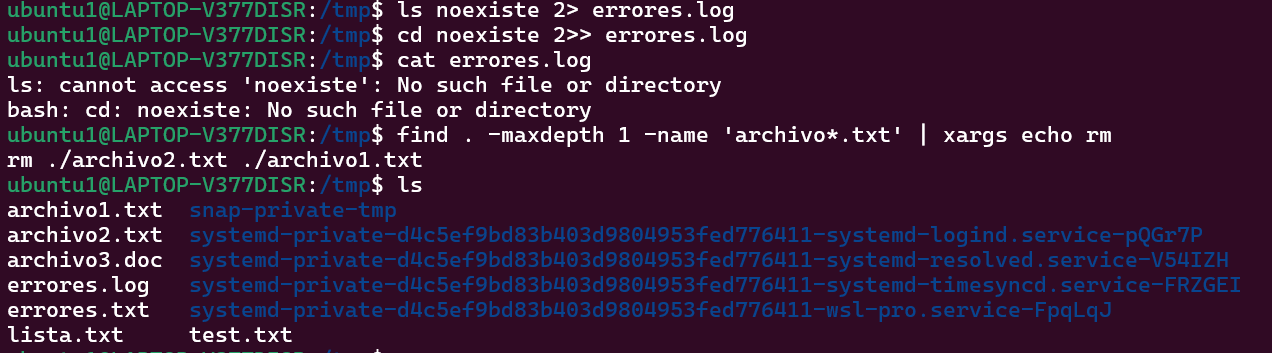 ubuntu1@LAPTOP-V377DISR:/tmp$ ls noexiste 2> errores.log
ubuntu1@LAPTOP-V377DISR:/tmp$ cd noexiste 2>> errores.log
ubuntu1@LAPTOP-V377DISR:/tmp$ cat errores.log
ls: cannot access 'noexiste': No such file or directory
bash: cd: noexiste: No such file or directory
ubuntu1@LAPTOP-V377DISR:/tmp$ find . -maxdepth 1 -name 'archivo*.txt' | xargs echo rm
rm ./archivo2.txt ./archivo1.txt
ubuntu1@LAPTOP-V377DISR:/tmp$ ls
archivo1.txt  snap-private-tmp
archivo2.txt  systemd-private-d4c5ef9bd83b403d9804953fed776411-systemd-logind.service-pQGr7P
archivo3.doc  systemd-private-d4c5ef9bd83b403d9804953fed776411-systemd-resolved.service-V54IZH
errores.log   systemd-private-d4c5ef9bd83b403d9804953fed776411-systemd-timesyncd.service-FRZGEI
errores.txt   systemd-private-d4c5ef9bd83b403d9804953fed776411-wsl-pro.service-FpqLqJ
lista.txt     test.txt
ubuntu1@LAPTOP-V377DISR:/tmp$